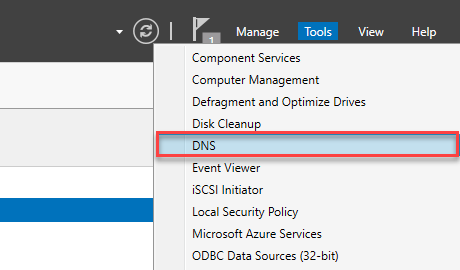 Manage Tools View Help
1
Component Services
Computer Management
Defragment and Optimize Drives
Disk Cleanup
DNS
Event Viewer
iSCSI Initiator
Local Security Policy
Microsoft Azure Services
ODBC Data Sources (32-bit)